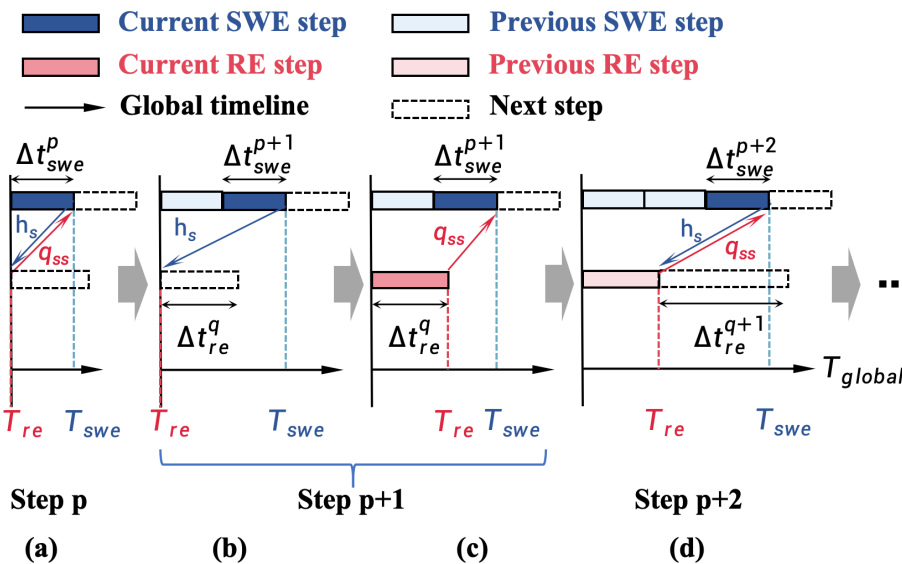 Current SWE step Previous SWE step
Current RE step Previous RE step
Global timeline Next step
Δt^p_swe Δt^{p+1}_swe Δt^{p+1}_swe Δt^{p+2}_swe
h_s q_ss h_s q_ss h_s q_ss
Δt^q_re Δt^q_re Δt^{q+1}_re
T_global
T_re T_swe T_re T_swe T_re T_swe T_re T_swe
Step p Step p+1 Step p+2
(a) (b) (c) (d)